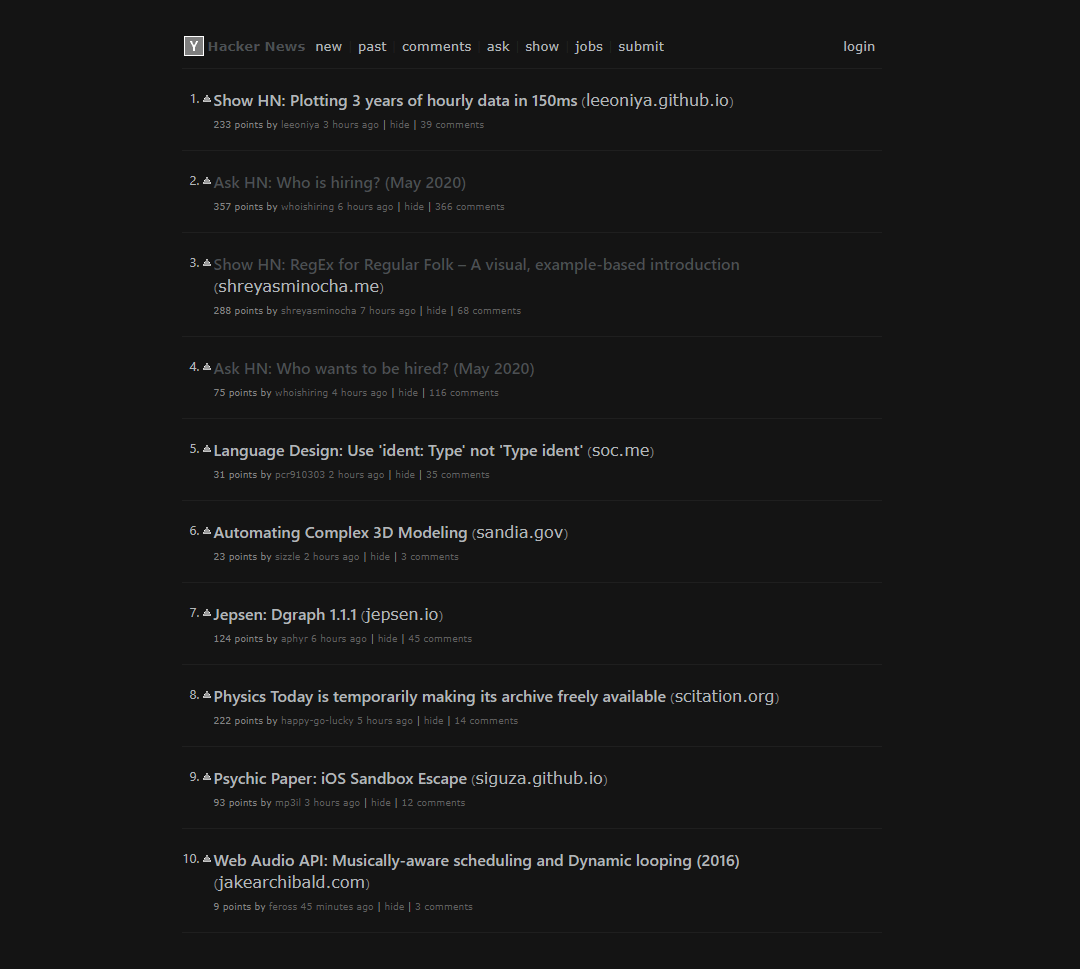 Y Hacker News new | past | comments | ask | show | jobs | submit login
1. Show HN: Plotting 3 years of hourly data in 150ms (leeoniya.github.io)
233 points by leeoniya 3 hours ago | hide | 39 comments
2. Ask HN: Who is hiring? (May 2020)
357 points by whoishiring 6 hours ago | hide | 366 comments
3. Show HN: RegEx for Regular Folk – A visual, example-based introduction
(shreyasminocha.me)
288 points by shreyasminocha 7 hours ago | hide | 68 comments
4. Ask HN: Who wants to be hired? (May 2020)
75 points by whoishiring 4 hours ago | hide | 116 comments
5. Language Design: Use 'ident: Type' not 'Type ident' (soc.me)
31 points by pcr910303 2 hours ago | hide | 35 comments
6. Automating Complex 3D Modeling (sandia.gov)
23 points by sizzle 2 hours ago | hide | 3 comments
7. Jepsen: Dgraph 1.1.1 (jepsen.io)
124 points by aphyr 6 hours ago | hide | 45 comments
8. Physics Today is temporarily making its archive freely available (scitation.org)
222 points by happy-go-lucky 5 hours ago | hide | 14 comments
9. Psychic Paper: iOS Sandbox Escape (siguza.github.io)
93 points by mp3il 3 hours ago | hide | 12 comments
10. Web Audio API: Musically-aware scheduling and Dynamic looping (2016)
(jakearchibald.com)
9 points by feross 45 minutes ago | hide | 3 comments